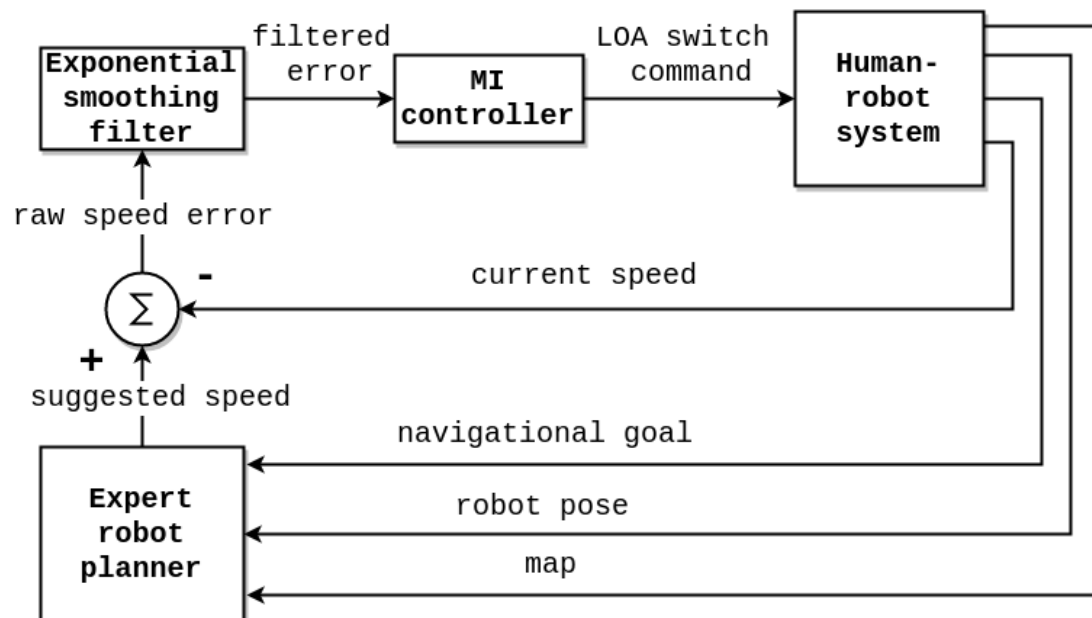 Exponential
smoothing
filter
filtered
error
MI
controller
LOA switch
command
Human-
robot
system
raw speed error
-
current speed
Σ
+
suggested speed
navigational goal
Expert
robot
planner
robot pose
map